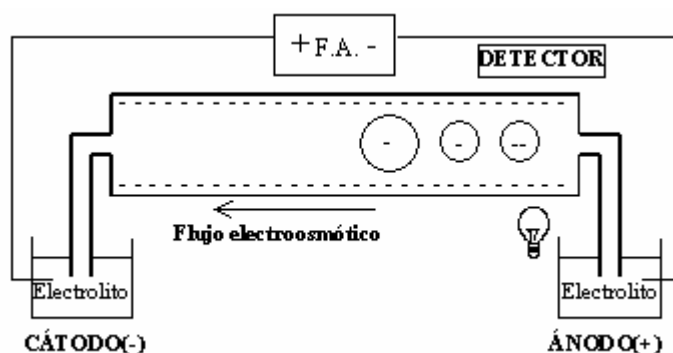 + F.A. -
DETECTOR
- - --
Flujo electroosmótico
Electrolito
Electrolito
CÁTODO(-)
ÁNODO(+)